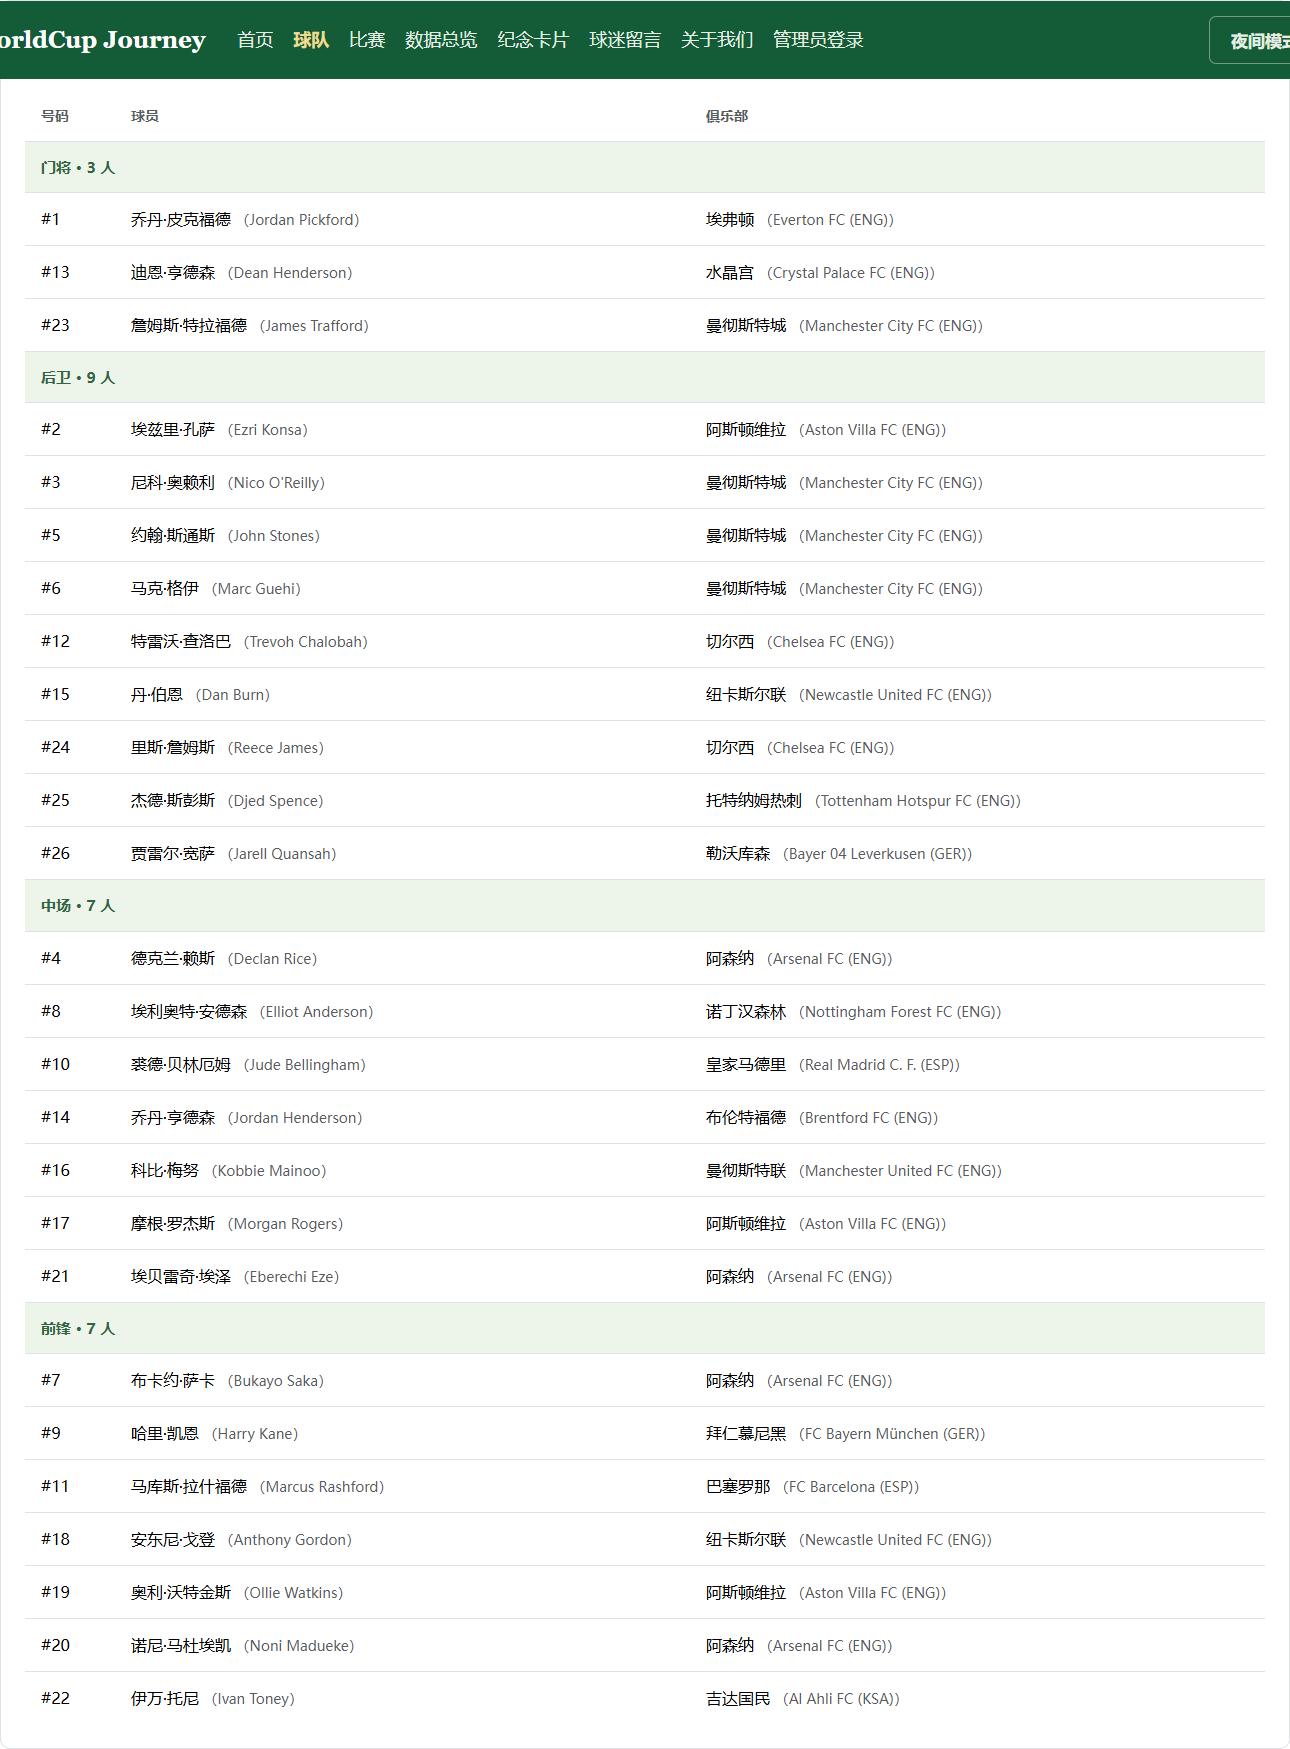 orldCup Journey 首页 球队 比赛 数据总览 纪念卡片 球迷留言 关于我们 管理员登录 夜间模式
号码 球员 俱乐部
门将 • 3 人
#1 乔丹·皮克福德 (Jordan Pickford) 埃弗顿 (Everton FC (ENG))
#13 迪恩·亨德森 (Dean Henderson) 水晶宫 (Crystal Palace FC (ENG))
#23 詹姆斯·特拉福德 (James Trafford) 曼彻斯特城 (Manchester City FC (ENG))
后卫 • 9 人
#2 埃兹里·孔萨 (Ezri Konsa) 阿斯顿维拉 (Aston Villa FC (ENG))
#3 尼科·奥赖利 (Nico O'Reilly) 曼彻斯特城 (Manchester City FC (ENG))
#5 约翰·斯通斯 (John Stones) 曼彻斯特城 (Manchester City FC (ENG))
#6 马克·格伊 (Marc Guehi) 曼彻斯特城 (Manchester City FC (ENG))
#12 特雷沃·查洛巴 (Trevoh Chalobah) 切尔西 (Chelsea FC (ENG))
#15 丹·伯恩 (Dan Burn) 纽卡斯尔联 (Newcastle United FC (ENG))
#24 里斯·詹姆斯 (Reece James) 切尔西 (Chelsea FC (ENG))
#25 杰德·斯彭斯 (Djed Spence) 托特纳姆热刺 (Tottenham Hotspur FC (ENG))
#26 贾雷尔·宽萨 (Jarell Quansah) 勒沃库森 (Bayer 04 Leverkusen (GER))
中场 • 7 人
#4 德克兰·赖斯 (Declan Rice) 阿森纳 (Arsenal FC (ENG))
#8 埃利奥特·安德森 (Elliot Anderson) 诺丁汉森林 (Nottingham Forest FC (ENG))
#10 裘德·贝林厄姆 (Jude Bellingham) 皇家马德里 (Real Madrid C. F. (ESP))
#14 乔丹·亨德森 (Jordan Henderson) 布伦特福德 (Brentford FC (ENG))
#16 科比·梅努 (Kobbie Mainoo) 曼彻斯特联 (Manchester United FC (ENG))
#17 摩根·罗杰斯 (Morgan Rogers) 阿斯顿维拉 (Aston Villa FC (ENG))
#21 埃贝雷奇·埃泽 (Eberechi Eze) 阿森纳 (Arsenal FC (ENG))
前锋 • 7 人
#7 布卡约·萨卡 (Bukayo Saka) 阿森纳 (Arsenal FC (ENG))
#9 哈里·凯恩 (Harry Kane) 拜仁慕尼黑 (FC Bayern München (GER))
#11 马库斯·拉什福德 (Marcus Rashford) 巴塞罗那 (FC Barcelona (ESP))
#18 安东尼·戈登 (Anthony Gordon) 纽卡斯尔联 (Newcastle United FC (ENG))
#19 奥利·沃特金斯 (Ollie Watkins) 阿斯顿维拉 (Aston Villa FC (ENG))
#20 诺尼·马杜埃凯 (Noni Madueke) 阿森纳 (Arsenal FC (ENG))
#22 伊万·托尼 (Ivan Toney) 吉达国民 (Al Ahli FC (KSA))